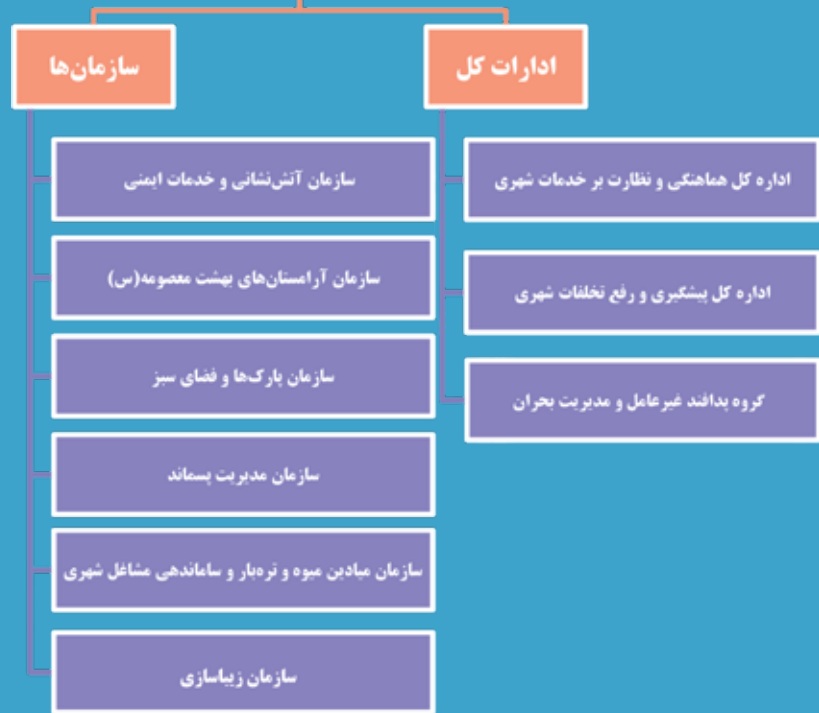 ادارات کل
اداره کل هماهنگی و نظارت بر خدمات شهری
اداره کل پیشگیری و رفع تخلفات شهری
گروه پدافند غیرعامل و مدیریت بحران
سازمان‌ها
سازمان آتش‌نشانی و خدمات ایمنی
سازمان آرامستان‌های بهشت معصومه(س)
سازمان پارک‌ها و فضای سبز
سازمان مدیریت پسماند
سازمان میادین میوه و تره‌بار و ساماندهی مشاغل شهری
سازمان زیباسازی